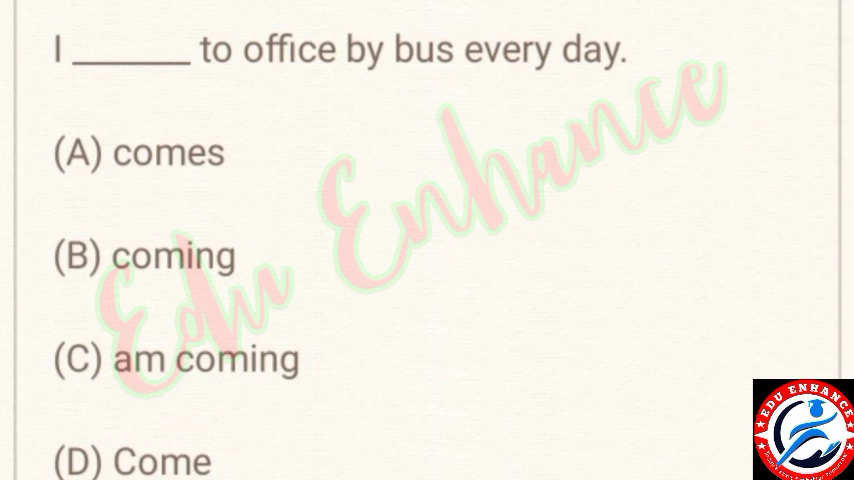 I ______ to office by bus every day.
(A) comes
(B) coming
(C) am coming
(D) Come
Edu Enhance
EDU ENHANCE